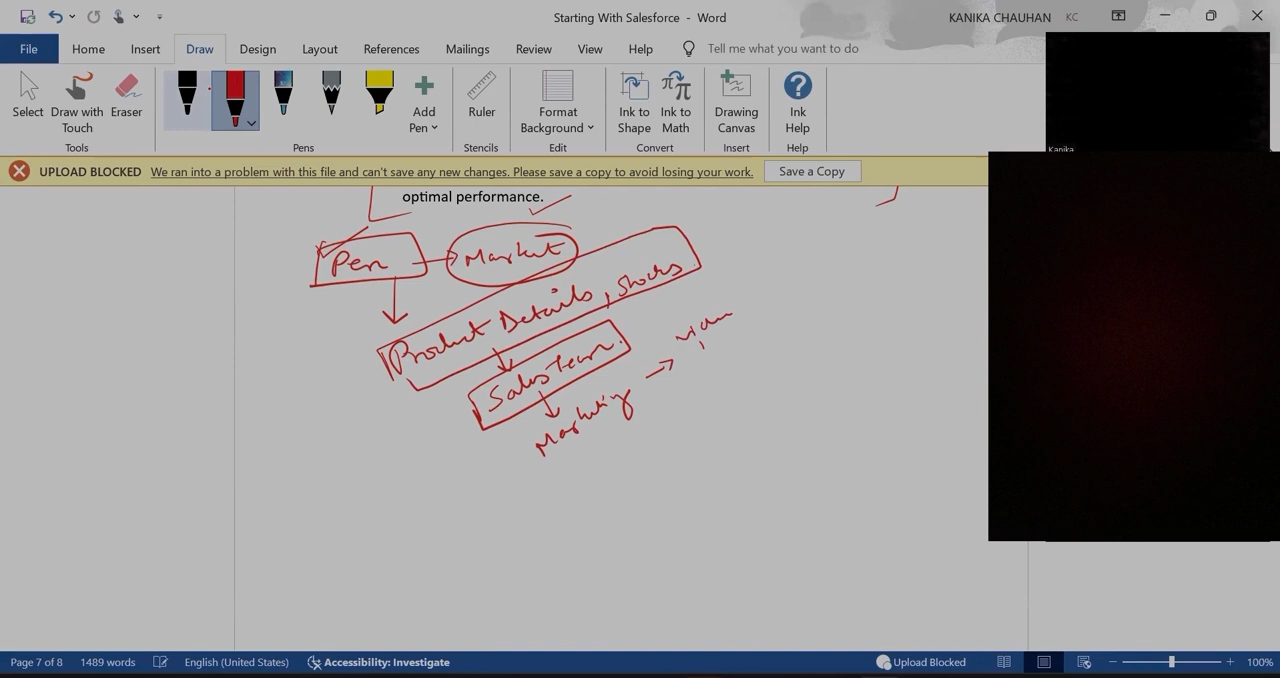 Starting With Salesforce - Word
KANIKA CHAUHAN KC
File Home Insert Draw Design Layout References Mailings Review View Help Tell me what you want to do
Select Draw with Touch Eraser
Add Pen
Ruler
Format Background
Ink to Shape
Ink to Math
Drawing Canvas
Ink Help
Tools Pens Stencils Edit Convert Insert Help
Kanika
UPLOAD BLOCKED We ran into a problem with this file and can't save any new changes. Please save a copy to avoid losing your work. Save a Copy
optimal performance.
Pen Market
Product Details, Stocks
Sales Team
Marketing
Page 7 of 8 1489 words English (United States) Accessibility: Investigate Upload Blocked 100%